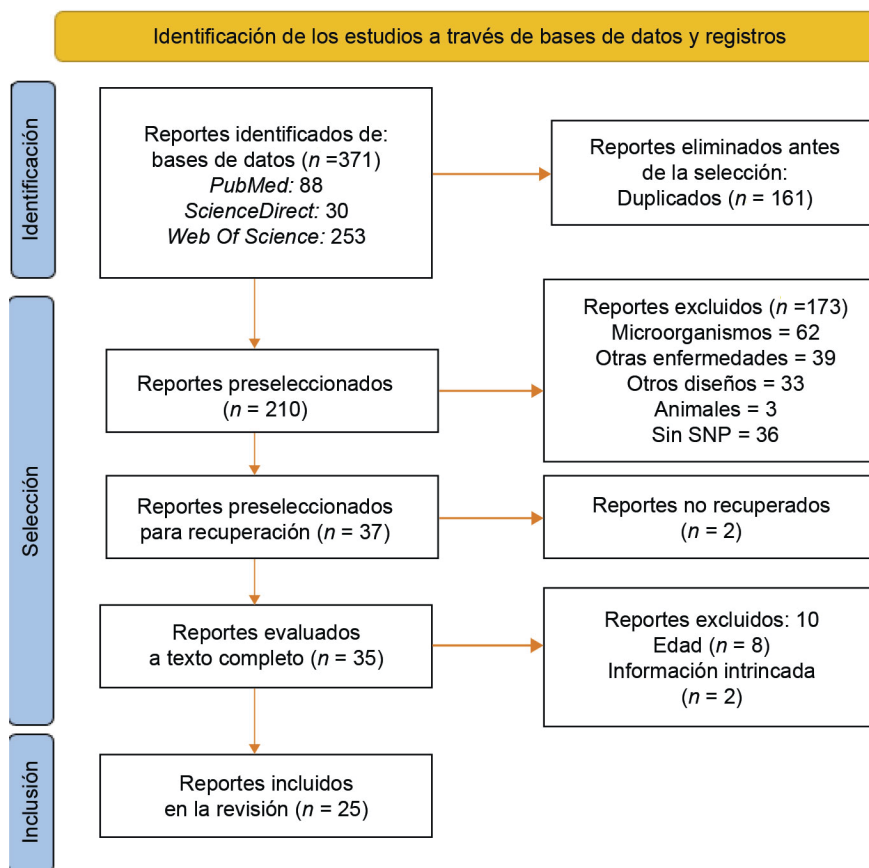 Identificación de los estudios a través de bases de datos y registros
Identificación
Reportes identificados de:
bases de datos (n =371)
PubMed: 88
ScienceDirect: 30
Web Of Science: 253
Reportes eliminados antes
de la selección:
Duplicados (n = 161)
Selección
Reportes preseleccionados
(n = 210)
Reportes excluidos (n =173)
Microorganismos = 62
Otras enfermedades = 39
Otros diseños = 33
Animales = 3
Sin SNP = 36
Reportes preseleccionados
para recuperación (n = 37)
Reportes no recuperados
(n = 2)
Reportes evaluados
a texto completo (n = 35)
Reportes excluidos: 10
Edad (n = 8)
Información intrincada
(n = 2)
Inclusión
Reportes incluidos
en la revisión (n = 25)